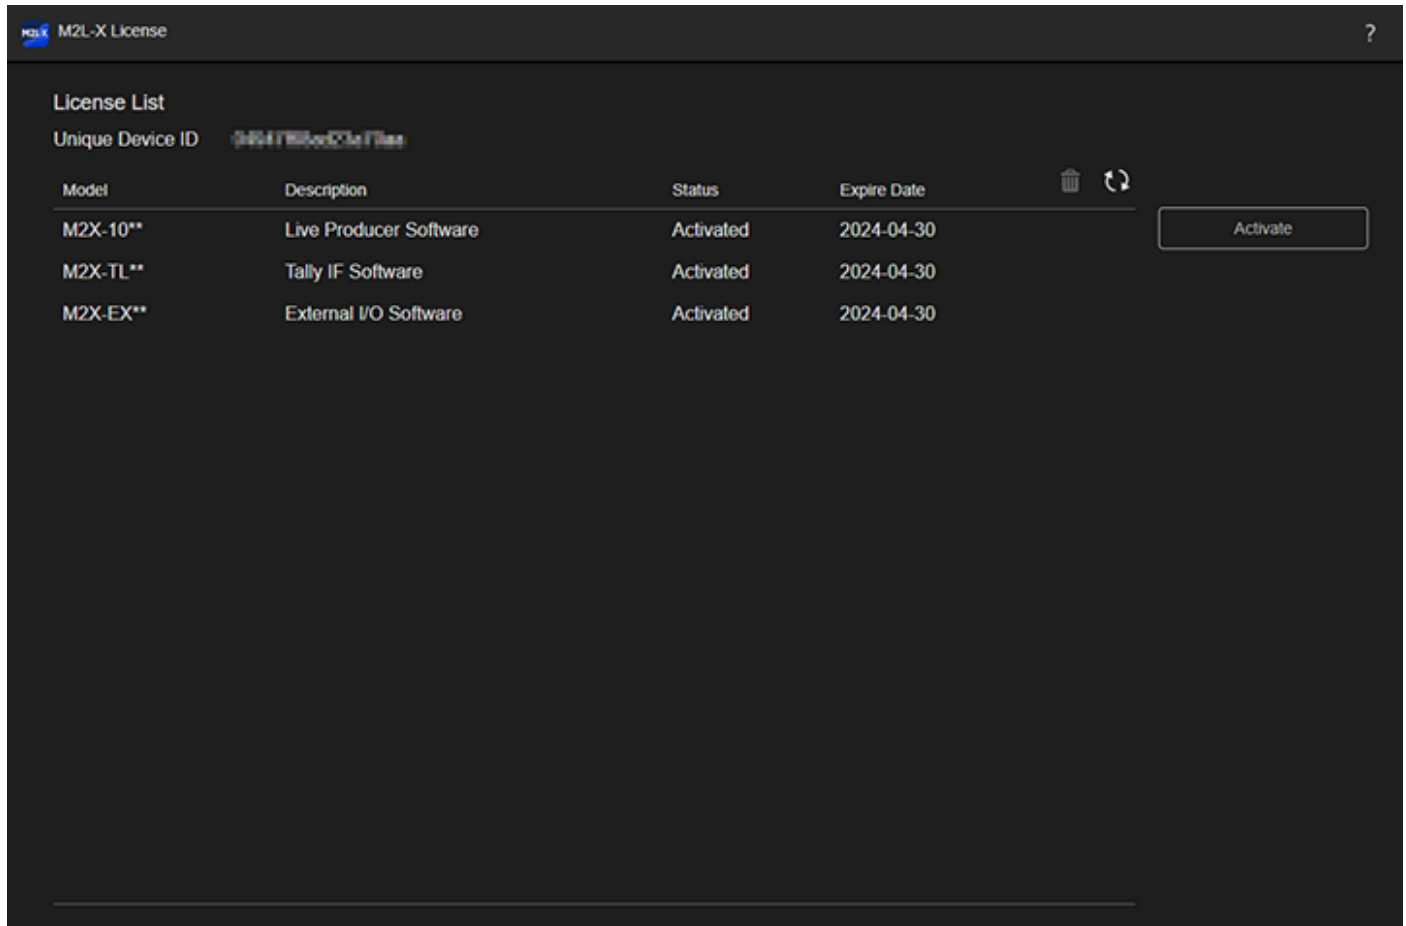 M2L-X M2L-X License ?
License List
Unique Device ID
Model Description Status Expire Date
M2X-10** Live Producer Software Activated 2024-04-30 Activate
M2X-TL** Tally IF Software Activated 2024-04-30
M2X-EX** External I/O Software Activated 2024-04-30